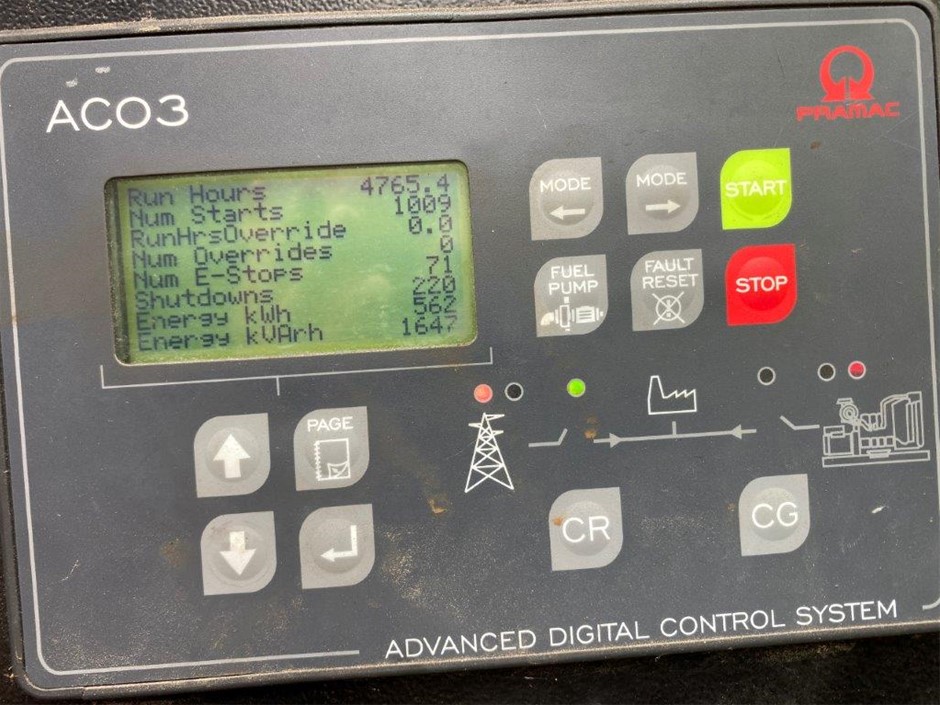 ACO3
PRAMAC
Run Hours 4765.4
Num Starts 1009
RunHrsOverride 0.0
Num Overrides 0
Num E-Stops 71
Shutdowns 220
Energy kWh 562
Energy kVArh 1647
MODE
MODE
START
FUEL
PUMP
FAULT
RESET
STOP
PAGE
CR
CG
ADVANCED DIGITAL CONTROL SYSTEM